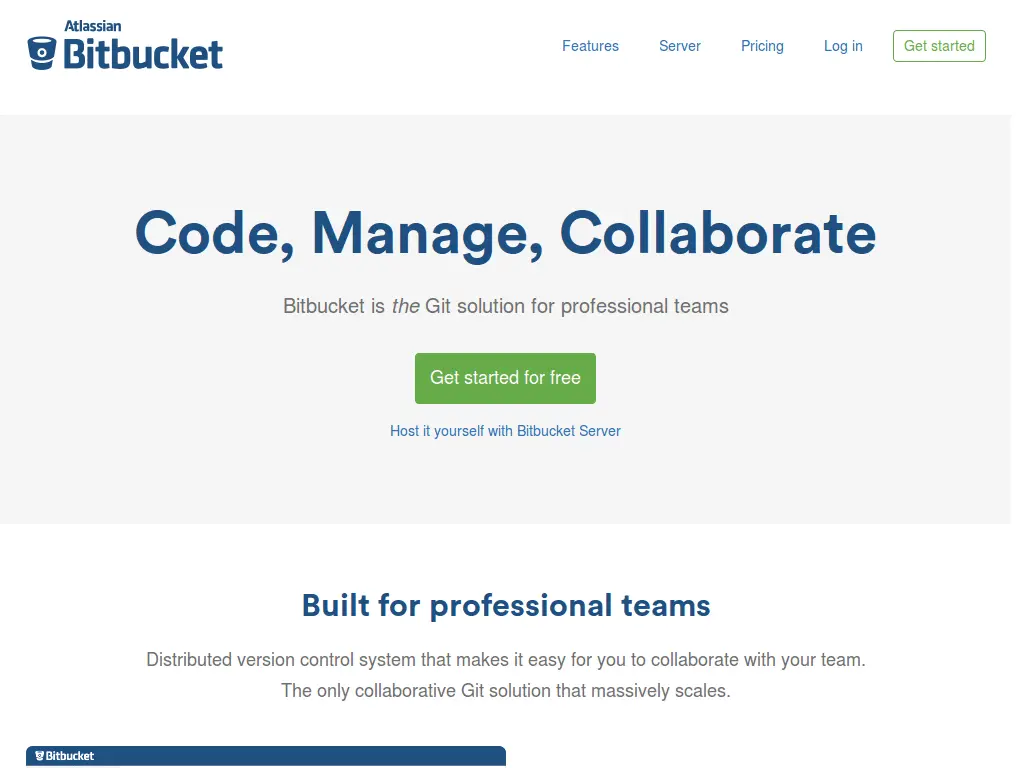 Atlassian
Bitbucket
Features
Server
Pricing
Log in
Get started
Code, Manage, Collaborate
Bitbucket is the Git solution for professional teams
Get started for free
Host it yourself with Bitbucket Server
Built for professional teams
Distributed version control system that makes it easy for you to collaborate with your team.
The only collaborative Git solution that massively scales.
Bitbucket